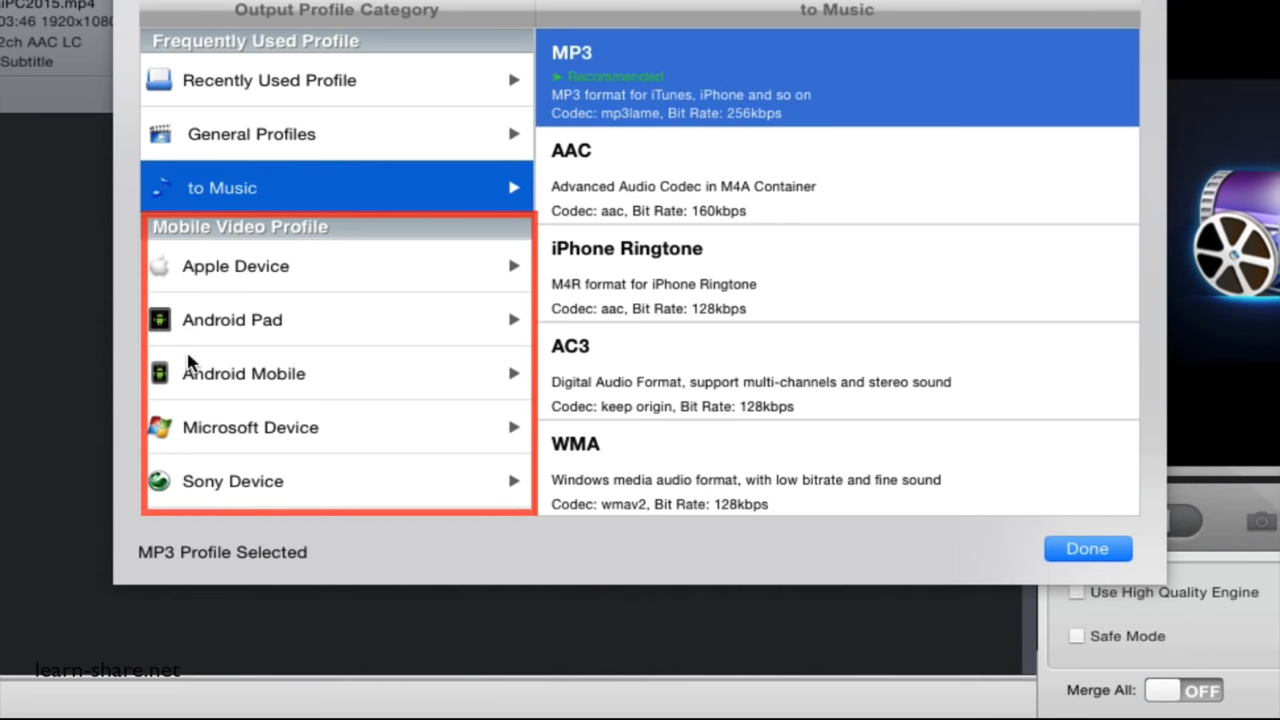 iPC2015.mp4
03:46 1920x1080
2ch AAC LC
Subtitle
Output Profile Category
Frequently Used Profile
Recently Used Profile
General Profiles
to Music
Mobile Video Profile
Apple Device
Android Pad
Android Mobile
Microsoft Device
Sony Device
to Music
MP3
Recommended
MP3 format for iTunes, iPhone and so on
Codec: mp3lame, Bit Rate: 256kbps
AAC
Advanced Audio Codec in M4A Container
Codec: aac, Bit Rate: 160kbps
iPhone Ringtone
M4R format for iPhone Ringtone
Codec: aac, Bit Rate: 128kbps
AC3
Digital Audio Format, support multi-channels and stereo sound
Codec: keep origin, Bit Rate: 128kbps
WMA
Windows media audio format, with low bitrate and fine sound
Codec: wmav2, Bit Rate: 128kbps
MP3 Profile Selected
Done
Use High Quality Engine
Safe Mode
Merge All: OFF
learn-share.net